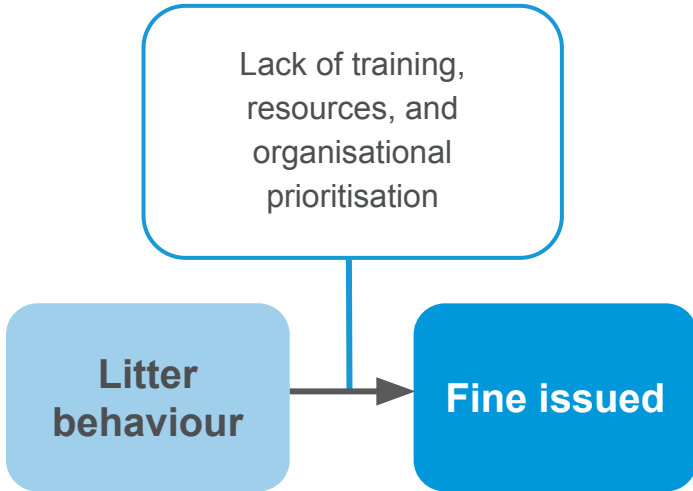 Lack of training,
resources, and
organisational
prioritisation
Litter
behaviour
Fine issued